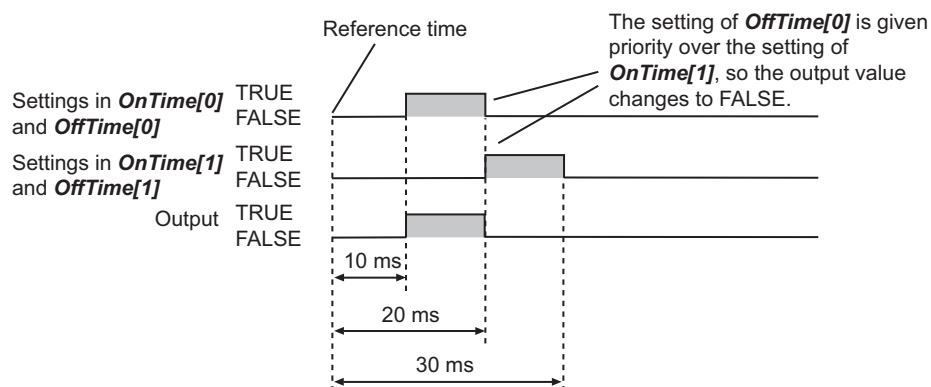 Reference time
The setting of OffTime[0] is given
priority over the setting of
OnTime[1], so the output value
changes to FALSE.
Settings in OnTime[0]
and OffTime[0]
TRUE
FALSE
Settings in OnTime[1]
and OffTime[1]
TRUE
FALSE
Output
TRUE
FALSE
10 ms
20 ms
30 ms